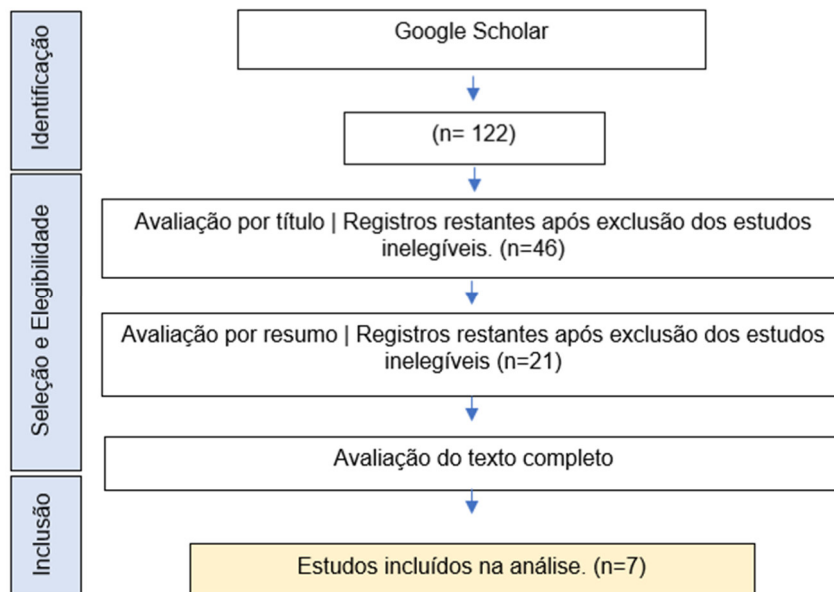 Identificação
Google Scholar
(n= 122)
Seleção e Elegibilidade
Avaliação por título | Registros restantes após exclusão dos estudos
inelegíveis. (n=46)
Avaliação por resumo | Registros restantes após exclusão dos estudos
inelegíveis (n=21)
Avaliação do texto completo
Inclusão
Estudos incluídos na análise. (n=7)